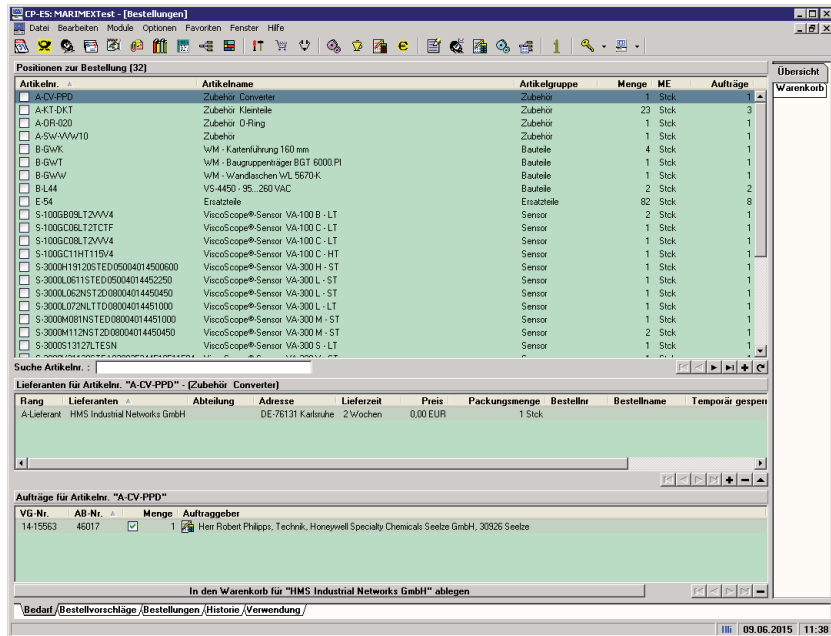 CP-ES: MARIMEXTest - [Bestellungen]
Datei Bearbeiten Module Optionen Favoriten Fenster Hilfe
Positionen zur Bestellung (32)
Übersicht
Warenkorb
Artikelnr. Artikelname Artikelgruppe Menge ME Aufträge
A-CV-PPD Zubehör Converter Zubehör 1 Stck 1
A-KT-DKT Zubehör Kleinteile Zubehör 23 Stck 3
A-OR-020 Zubehör O-Ring Zubehör 1 Stck 1
A-SW-VVW10 Zubehör Zubehör 1 Stck 1
B-GWK WM - Kartenführung 160 mm Bauteile 4 Stck 1
B-GWT WM - Baugruppenträger BGT 6000.PI Bauteile 1 Stck 1
B-GWW WM - Wandlaschen WL 5670-K Bauteile 1 Stck 1
B-L44 VS-4450 - 95...260 VAC Bauteile 2 Stck 2
E-54 Ersatzteile Ersatzteile 82 Stck 8
S-100GB09LT2VVV4 ViscoScope®-Sensor VA-100 B - LT Sensor 2 Stck 1
S-100GC06LT2TCTF ViscoScope®-Sensor VA-100 C - LT Sensor 1 Stck 1
S-100GC08LT2VVV4 ViscoScope®-Sensor VA-100 C - LT Sensor 1 Stck 1
S-100GC11HT115V4 ViscoScope®-Sensor VA-100 C - HT Sensor 1 Stck 1
S-3000H19120STED05004014500600 ViscoScope®-Sensor VA-300 H - ST Sensor 1 Stck 1
S-3000L0611STED05004014452250 ViscoScope®-Sensor VA-300 L - ST Sensor 1 Stck 1
S-3000L062NST2D08004014450450 ViscoScope®-Sensor VA-300 L - ST Sensor 1 Stck 1
S-3000L072NLTTD08004014451000 ViscoScope®-Sensor VA-300 L - LT Sensor 1 Stck 1
S-3000M081NSTED08004014451000 ViscoScope®-Sensor VA-300 M - ST Sensor 1 Stck 1
S-3000M112NST2D08004014450450 ViscoScope®-Sensor VA-300 M - ST Sensor 2 Stck 1
S-3000S13127LTESN ViscoScope®-Sensor VA-300 S - LT Sensor 1 Stck 1
Suche Artikelnr. :
Lieferanten für Artikelnr. "A-CV-PPD" - (Zubehör Converter)
Rang Lieferanten Abteilung Adresse Lieferzeit Preis Packungsmenge Bestellnr Bestellname Temporär gesperr
A-Lieferant HMS Industrial Networks GmbH DE-76131 Karlsruhe 2 Wochen 0,00 EUR 1 Stck
Aufträge für Artikelnr. "A-CV-PPD"
VG-Nr. AB-Nr. Menge Auftraggeber
14-15563 46017 1 Herr Robert Philipps, Technik, Honeywell Specialty Chemicals Seelze GmbH, 30926 Seelze
In den Warenkorb für "HMS Industrial Networks GmbH" ablegen
Bedarf Bestellvorschläge Bestellungen Historie Verwendung
09.06.2015 11:38